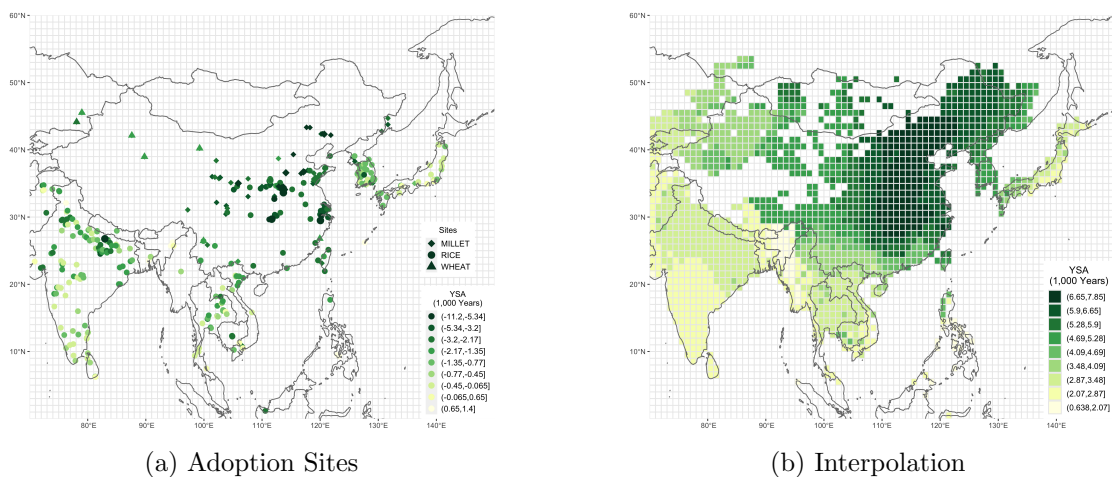 60°N
50°N
40°N
30°N
20°N
10°N
80°E
90°E
100°E
110°E
120°E
130°E
140°E
Sites
MILLET
RICE
WHEAT
YSA
(1,000 Years)
(-11.2,-5.34]
(-5.34,-3.2]
(-3.2,-2.17]
(-2.17,-1.35]
(-1.35,-0.77]
(-0.77,-0.45]
(-0.45,-0.065]
(-0.065,0.65]
(0.65,1.4]
(a) Adoption Sites
60°N
50°N
40°N
30°N
20°N
10°N
80°E
90°E
100°E
110°E
120°E
130°E
140°E
YSA
(1,000 Years)
(6.65,7.85]
(5.9,6.65]
(5.28,5.9]
(4.69,5.28]
(4.09,4.69]
(3.48,4.09]
(2.87,3.48]
(2.07,2.87]
(0.638,2.07]
(b) Interpolation